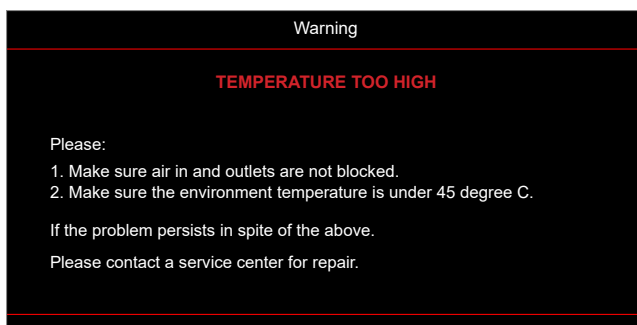 Warning
TEMPERATURE TOO HIGH
Please:
1. Make sure air in and outlets are not blocked.
2. Make sure the environment temperature is under 45 degree C.
If the problem persists in spite of the above.
Please contact a service center for repair.